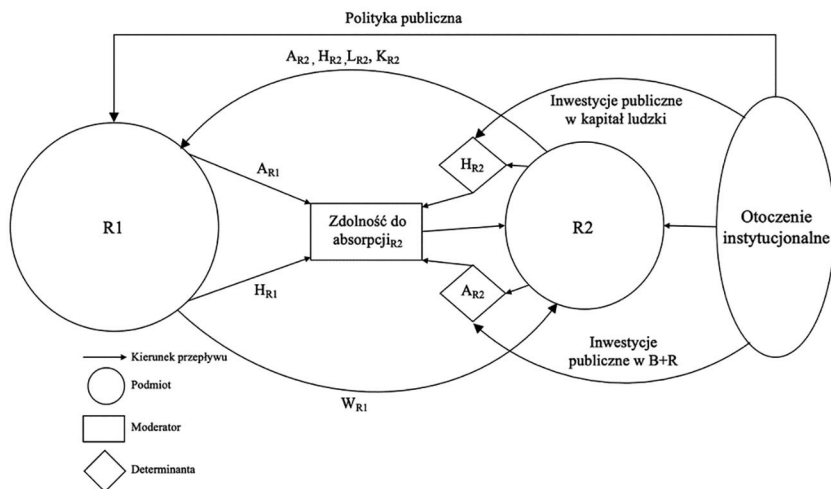 Polityka publiczna
A_R2, H_R2, L_R2, K_R2
Inwestycje publiczne
w kapitał ludzki
H_R2
A_R1
R1
Zdolność do
absorpcji_R2
R2
Otoczenie
instytucjonalne
H_R1
A_R2
Inwestycje
publiczne w B+R
W_R1
Kierunek przepływu
Podmiot
Moderator
Determinanta